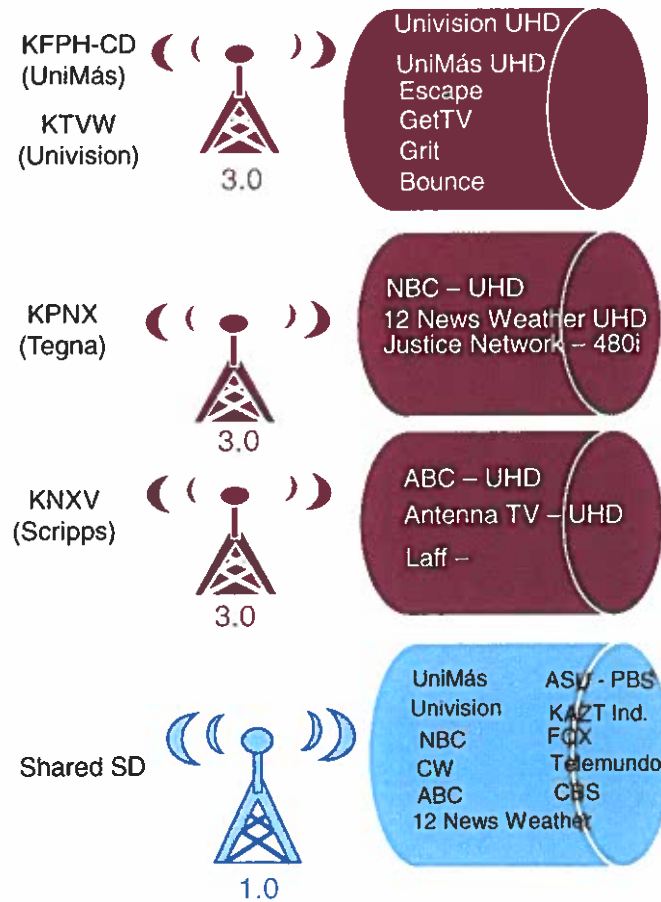 KFPH-CD
(UniMás)
KTVW
(Univision)
3.0
Univision UHD
UniMás UHD
Escape
GetTV
Grit
Bounce
KPNX
(Tegna)
3.0
NBC – UHD
12 News Weather UHD
Justice Network – 480i
KNXV
(Scripps)
3.0
ABC – UHD
Antenna TV – UHD
Laff –
Shared SD
1.0
UniMás ASU - PBS
Univision KAZT Ind.
NBC FOX
CW Telemundo
ABC CBS
12 News Weather